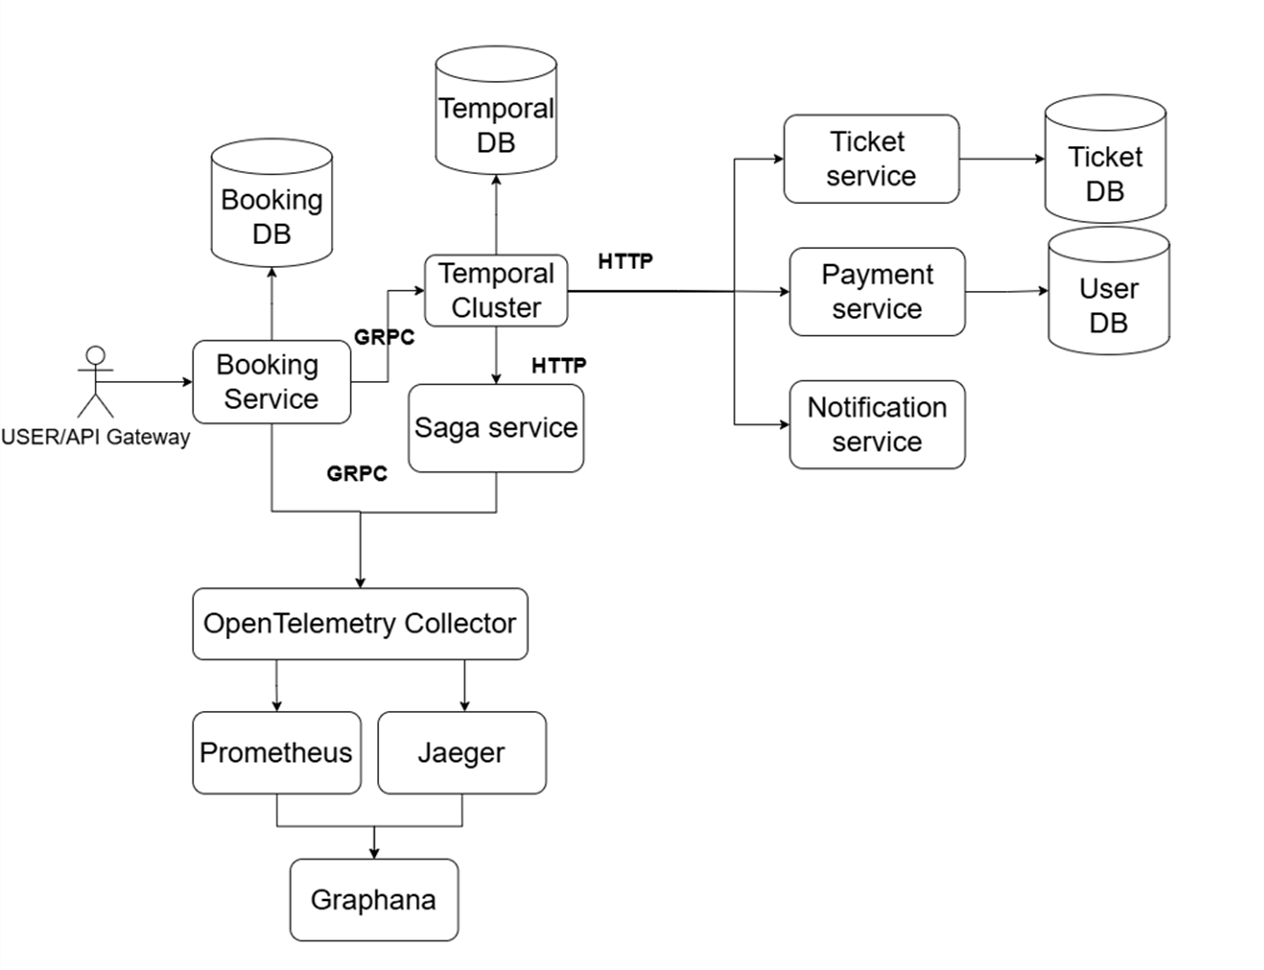 Temporal
DB
Booking
DB
Ticket
service
Ticket
DB
Temporal
Cluster
HTTP
Payment
service
User
DB
GRPC
Booking
Service
HTTP
USER/API Gateway
Saga service
Notification
service
GRPC
OpenTelemetry Collector
Prometheus
Jaeger
Graphana